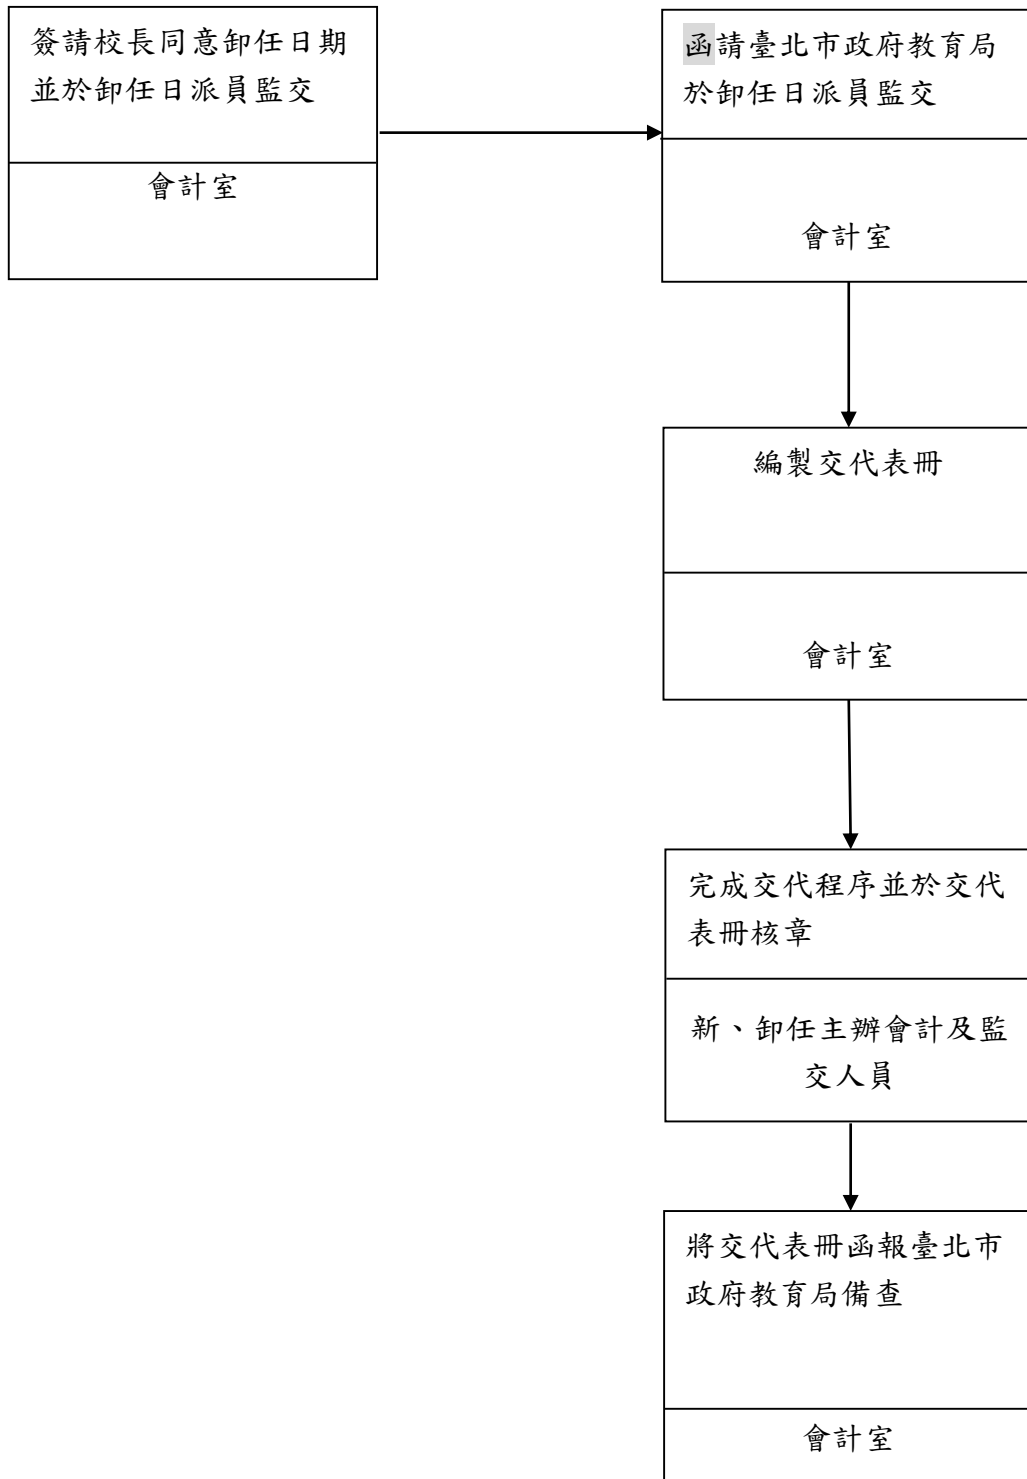 簽請校長同意卸任日期
並於卸任日派員監交
會計室
函請臺北市政府教育局
於卸任日派員監交
會計室
編製交代表冊
會計室
完成交代程序並於交代
表冊核章
新、卸任主辦會計及監
交人員
將交代表冊函報臺北市
政府教育局備查
會計室